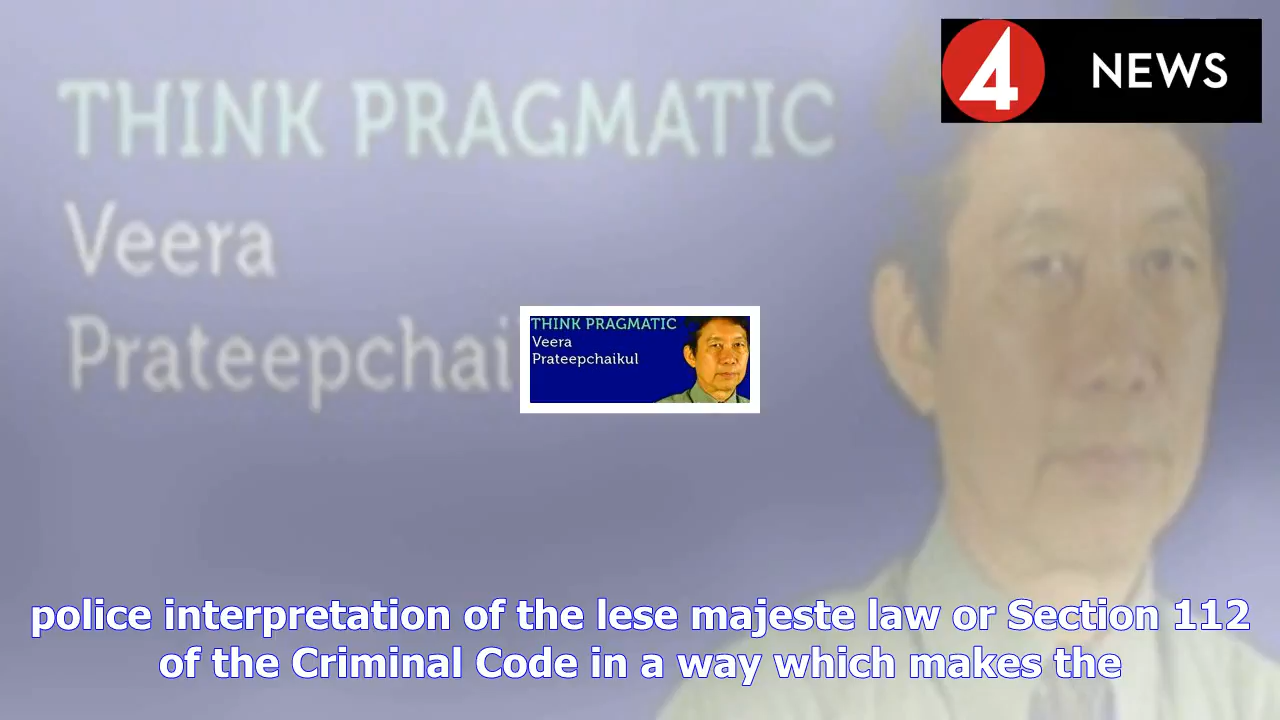 4 NEWS
THINK PRAGMATIC
Veera
Prateepchai
THINK PRAGMATIC
Veera
Prateepchaikul
police interpretation of the lese majeste law or Section 112
of the Criminal Code in a way which makes the